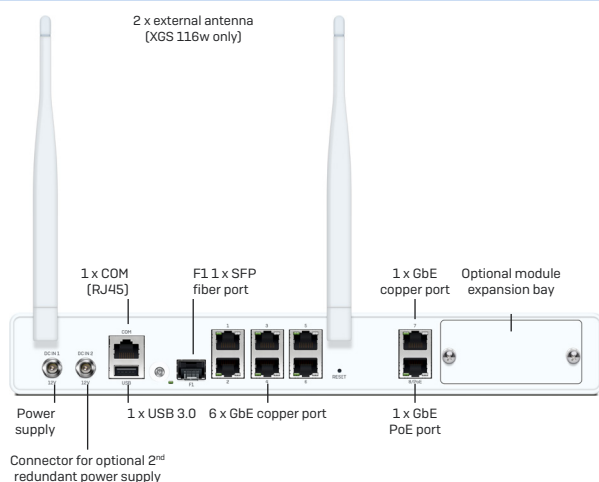 2 x external antenna
(XGS 116w only)
1 x COM
(RJ45)
F1 1 x SFP
fiber port
1 x GbE
copper port
Optional module
expansion bay
COM
1
3
5
7
DC IN 1
DC IN 2
12V
12V
USB
F1
2
4
6
RESET
8/PoE
Power
supply
1 x USB 3.0
6 x GbE copper port
1 x GbE
PoE port
Connector for optional 2nd
redundant power supply